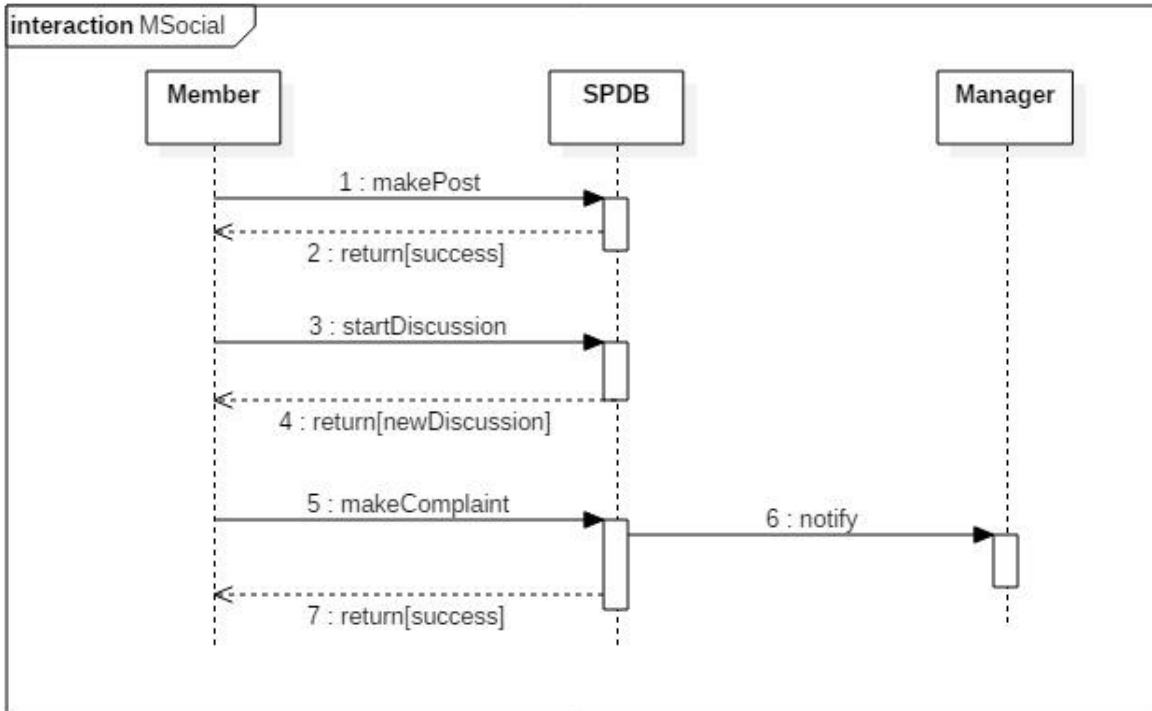 interaction MSocial
Member
SPDB
Manager
1 : makePost
2 : return[success]
3 : startDiscussion
4 : return[newDiscussion]
5 : makeComplaint
6 : notify
7 : return[success]